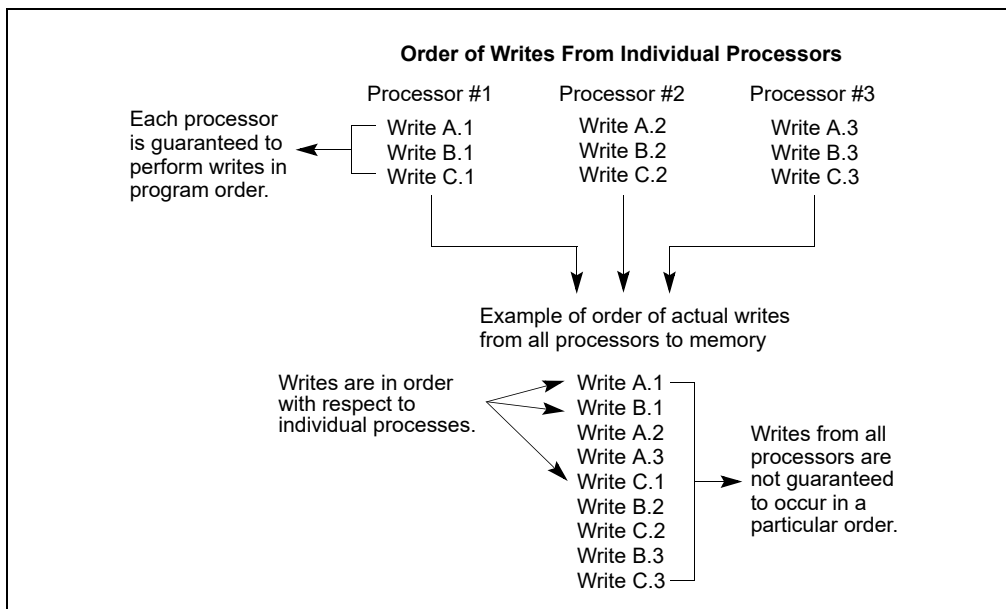 Order of Writes From Individual Processors
Processor #1
Processor #2
Processor #3
Each processor
is guaranteed to
perform writes in
program order.
Write A.1
Write B.1
Write C.1
Write A.2
Write B.2
Write C.2
Write A.3
Write B.3
Write C.3
Example of order of actual writes
from all processors to memory
Writes are in order
with respect to
individual processes.
Write A.1
Write B.1
Write A.2
Write A.3
Write C.1
Write B.2
Write C.2
Write B.3
Write C.3
Writes from all
processors are
not guaranteed
to occur in a
particular order.